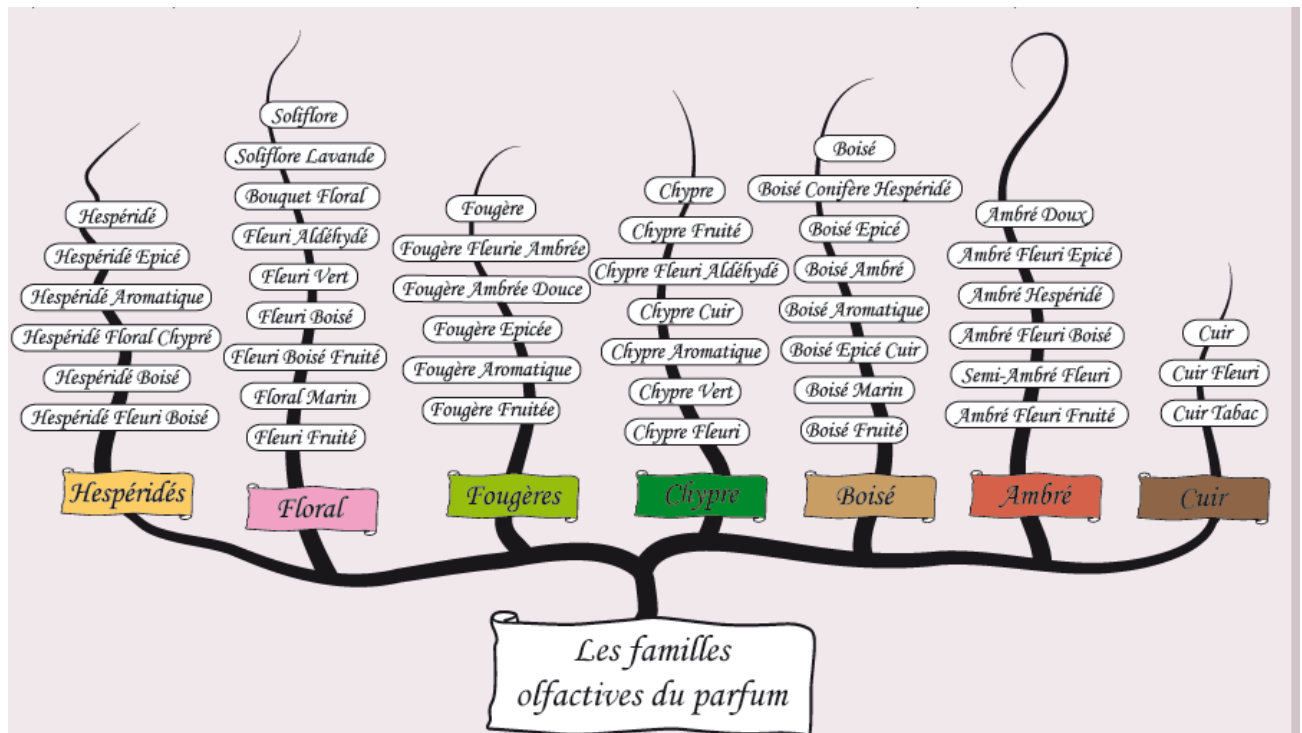 Soliflore
Soliflore Lavande
Bouquet Floral
Fleuri Aldéhydé
Fleuri Vert
Fleuri Boisé
Fleuri Boisé Fruité
Floral Marin
Fleuri Fruité
Floral
Hespéridé
Hespéridé Epicé
Hespéridé Aromatique
Hespéridé Floral Chypré
Hespéridé Boisé
Hespéridé Fleuri Boisé
Hespéridés
Fougère
Fougère Fleurie Ambrée
Fougère Ambrée Douce
Fougère Epicée
Fougère Aromatique
Fougère Fruitée
Fougères
Chypre
Chypre Fruité
Chypre Fleuri Aldéhydé
Chypre Cuir
Chypre Aromatique
Chypre Vert
Chypre Fleuri
Chypre
Boisé
Boisé Conifère Hespéridé
Boisé Epicé
Boisé Ambré
Boisé Aromatique
Boisé Epicé Cuir
Boisé Marin
Boisé Fruité
Boisé
Ambré Doux
Ambré Fleuri Epicé
Ambré Hespéridé
Ambré Fleuri Boisé
Semi-Ambré Fleuri
Ambré Fleuri Fruité
Ambré
Cuir
Cuir Fleuri
Cuir Tabac
Cuir
Les familles
olfactives du parfum